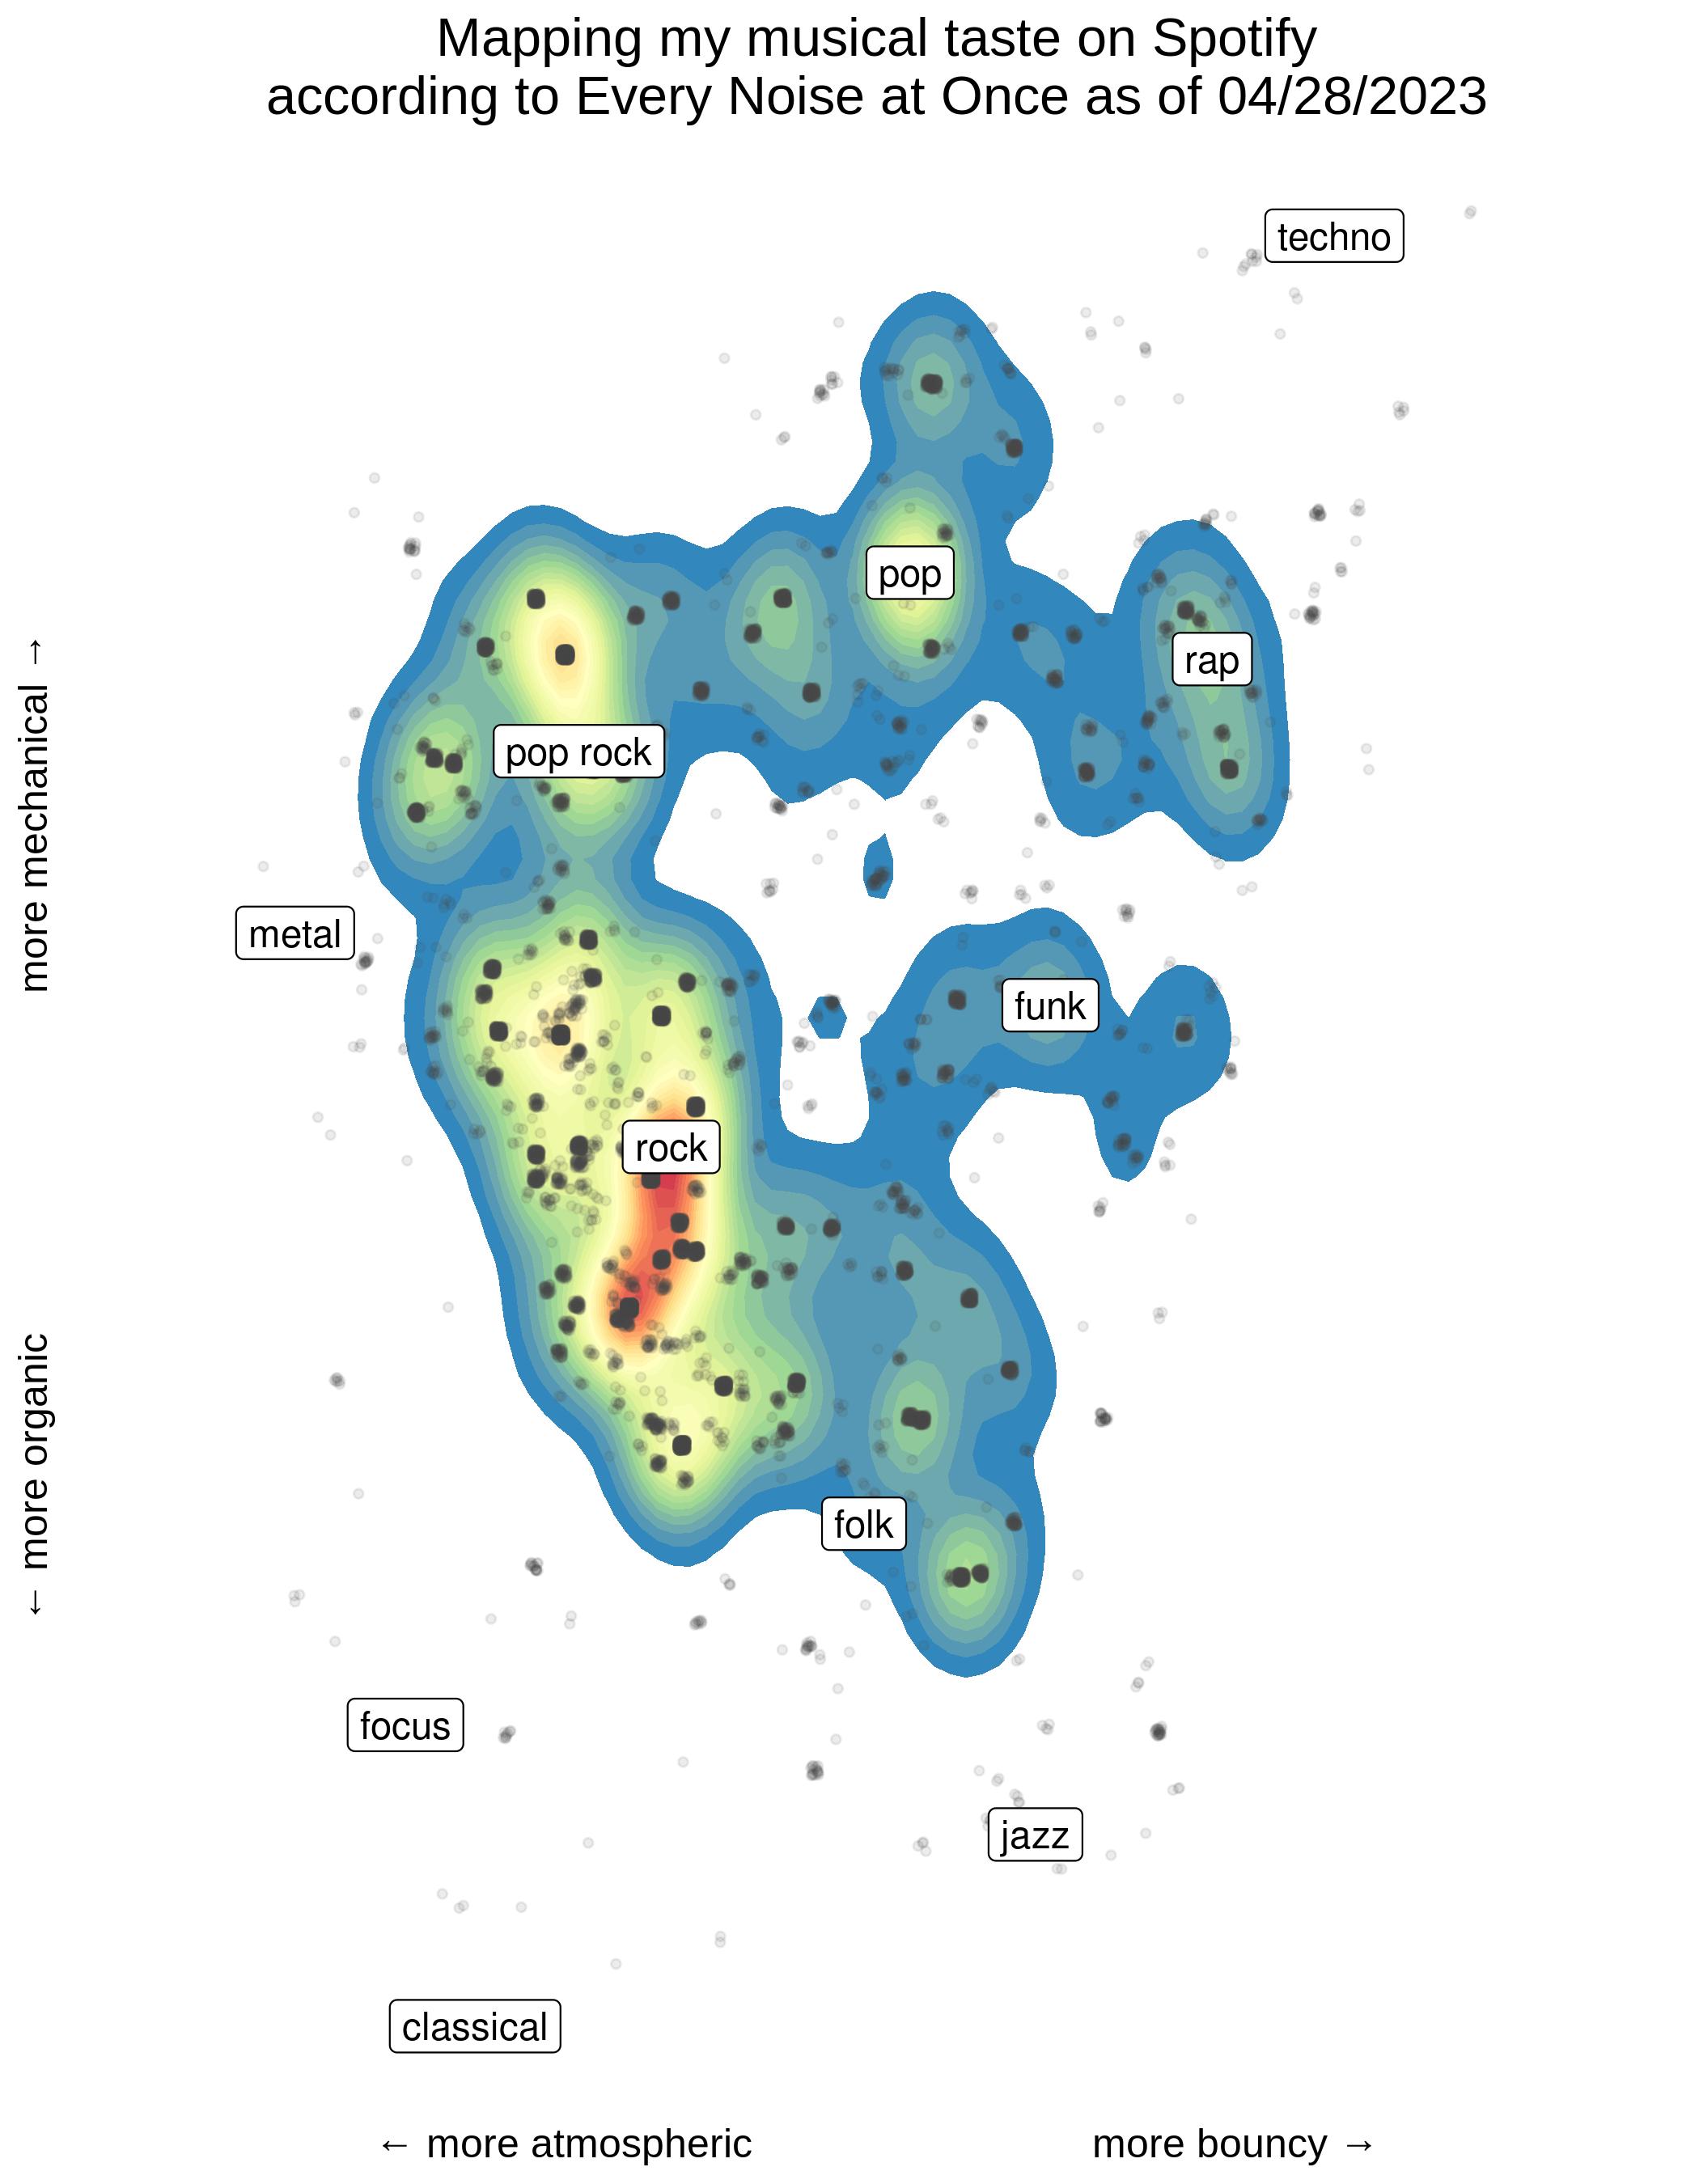 Mapping my musical taste on Spotify
according to Every Noise at Once as of 04/28/2023
techno
pop
rap
pop rock
more mechanical →
metal
funk
rock
← more organic
folk
focus
jazz
classical
← more atmospheric
more bouncy →